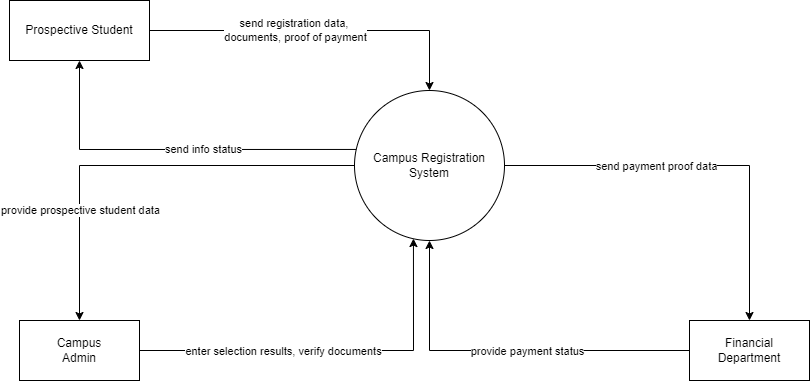 Prospective Student
send registration data,
documents, proof of payment
send info status
Campus Registration
System
send payment proof data
provide prospective student data
Campus
Admin
enter selection results, verify documents
provide payment status
Financial
Department